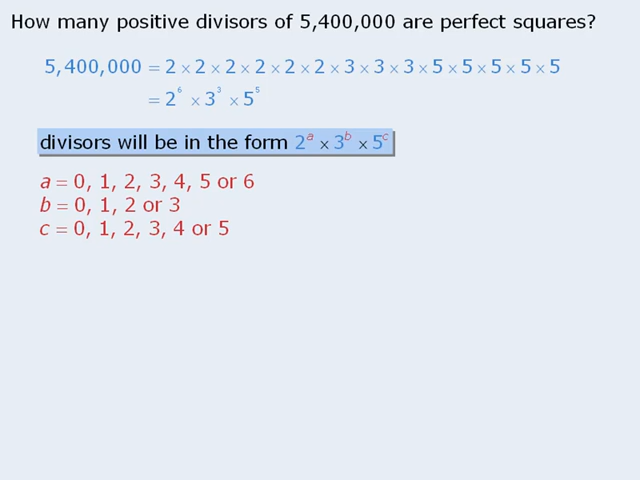 How many positive divisors of 5,400,000 are perfect squares?
5,400,000 = 2 × 2 × 2 × 2 × 2 × 2 × 3 × 3 × 3 × 5 × 5 × 5 × 5 × 5
= 2⁶ × 3³ × 5⁵
divisors will be in the form 2ᵃ × 3ᵇ × 5ᶜ
a = 0, 1, 2, 3, 4, 5 or 6
b = 0, 1, 2 or 3
c = 0, 1, 2, 3, 4 or 5